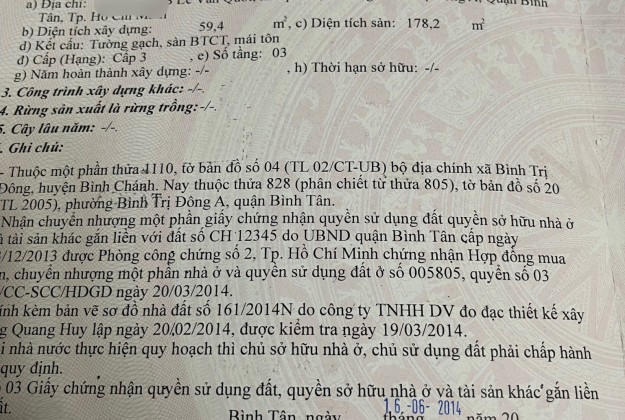 a) Địa chỉ:
Tân, Tp.
b) Diện tích xây dựng: 59,4 m², c) Diện tích sàn: 178,2 m²
d) Kết cấu: Tường gạch, sàn BTCT, mái tôn
đ) Cấp (Hạng): Cấp 3 , e) Số tầng: 03
g) Năm hoàn thành xây dựng: -/- , h) Thời hạn sở hữu: -/-
3. Công trình xây dựng khác: -/-.
4. Rừng sản xuất là rừng trồng: -/-.
5. Cây lâu năm: -/-.
. Ghi chú:
- Thuộc một phần thửa 1110, tờ bản đồ số 04 (TL 02/CT-UB) bộ địa chính xã Bình Trị
Đông, huyện Bình Chánh. Nay thuộc thửa 828 (phân chiết từ thửa 805), tờ bản đồ số 20
TL 2005), phường Bình Trị Đông A, quận Bình Tân.
Nhận chuyển nhượng một phần giấy chứng nhận quyền sử dụng đất quyền sở hữu nhà ở
à tài sản khác gắn liền với đất số CH 12345 do UBND quận Bình Tân cấp ngày
/12/2013 được Phòng công chứng số 2, Tp. Hồ Chí Minh chứng nhận Hợp đồng mua
n, chuyển nhượng một phần nhà ở và quyền sử dụng đất ở số 005805, quyển số 03
/CC-SCC/HDGD ngày 20/03/2014.
ính kèm bản vẽ sơ đồ nhà đất số 161/2014N do công ty TNHH DV đo đạc thiết kế xây
g Quang Huy lập ngày 20/02/2014, được kiểm tra ngày 19/03/2014.
i nhà nước thực hiện quy hoạch thì chủ sở hữu nhà ở, chủ sử dụng đất phải chấp hành
quy định.
03 Giấy chứng nhận quyền sử dụng đất, quyền sở hữu nhà ở và tài sản khác gắn liền
ất.
Bình Tân, ngày 16 -06- 2014 tháng năm 20